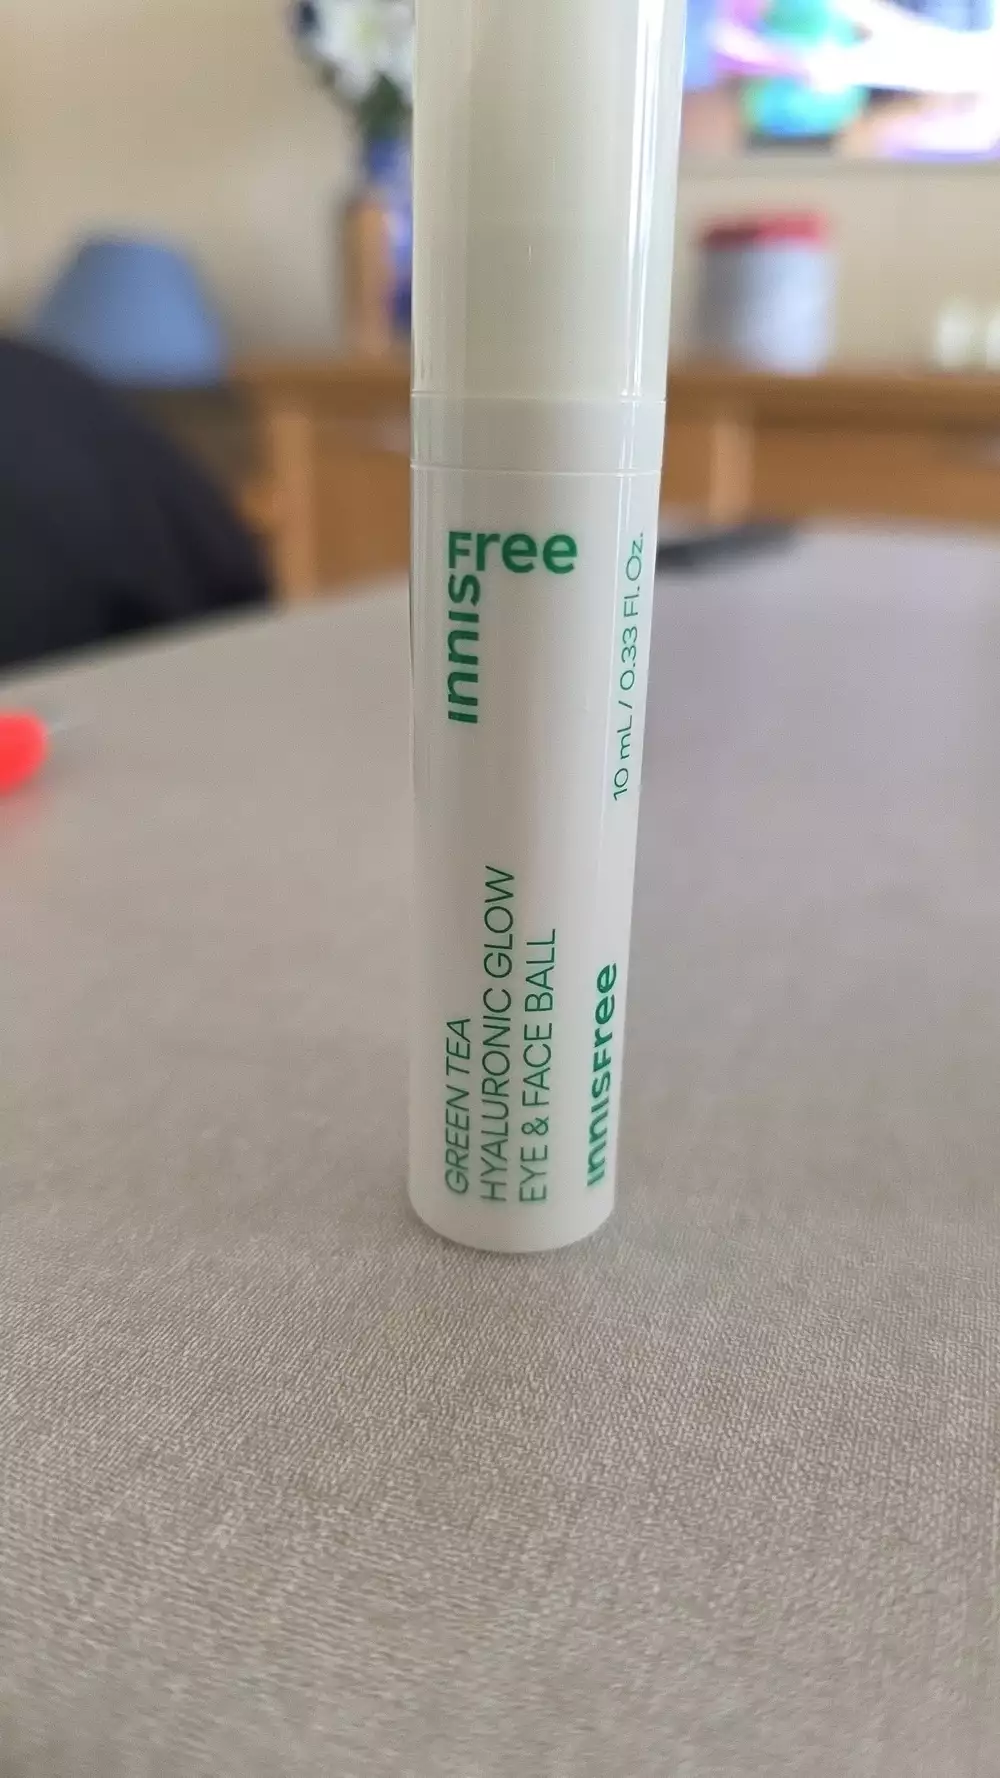 INNISFree
GREEN TEA
HYALURONIC GLOW
EYE & FACE BALL
INNISFree
10 mL / 0.33 Fl. Oz.